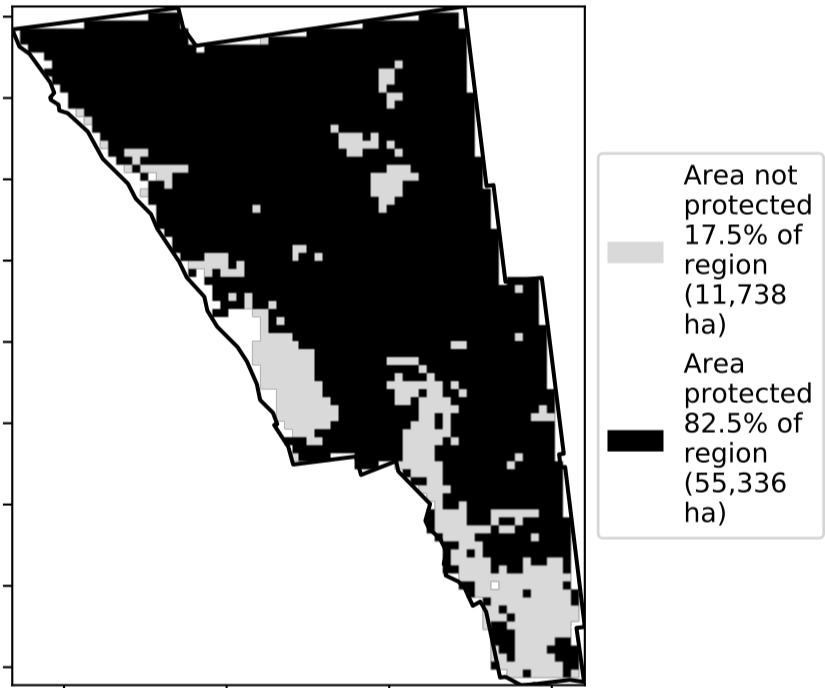 Area not
protected
17.5% of
region
(11,738
ha)
Area
protected
82.5% of
region
(55,336
ha)